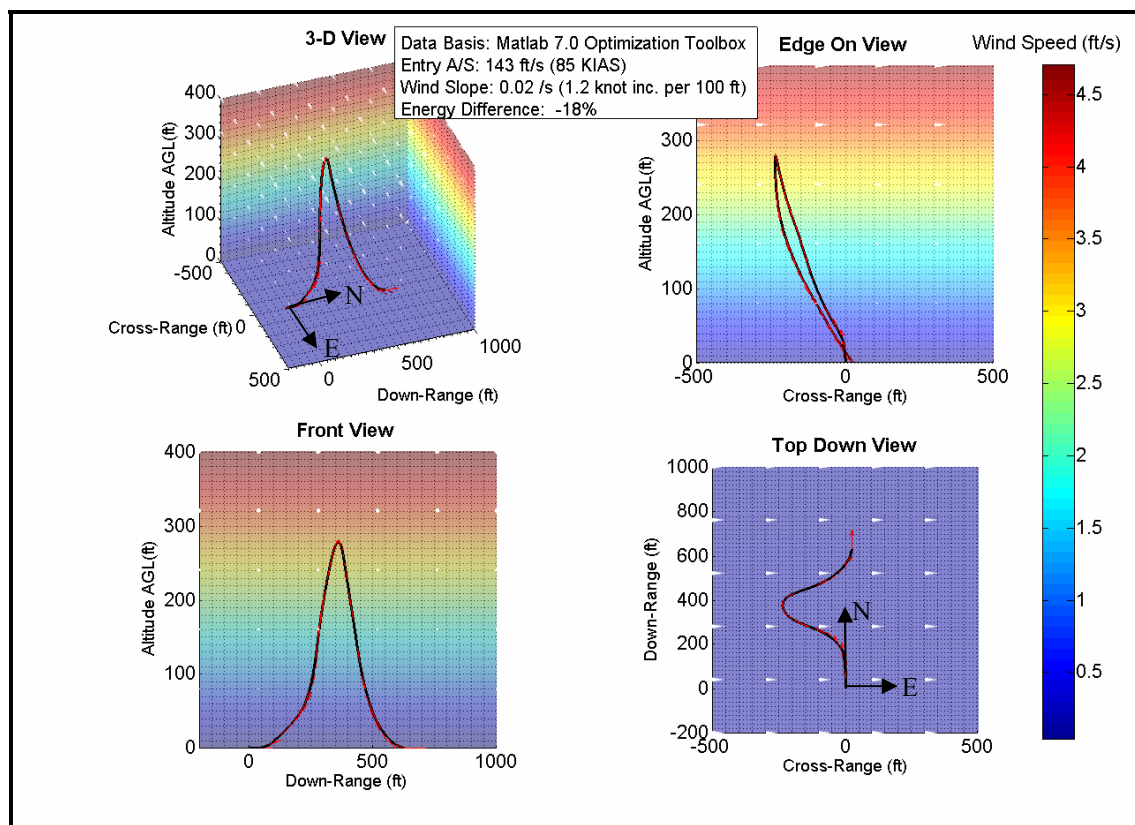 3-D View
Data Basis: Matlab 7.0 Optimization Toolbox
Entry A/S: 143 ft/s (85 KIAS)
Wind Slope: 0.02 /s (1.2 knot inc. per 100 ft)
Energy Difference: -18%
Altitude AGL(ft)
400
300
200
100
0
-500
0
500
Cross-Range (ft)
0
500
1000
Down-Range (ft)
N
E
Edge On View
Altitude AGL(ft)
300
200
100
0
-500
0
500
Cross-Range (ft)
Wind Speed (ft/s)
4.5
4
3.5
3
2.5
2
1.5
1
0.5
Front View
Altitude AGL(ft)
400
300
200
100
0
0
500
1000
Down-Range (ft)
Top Down View
Down-Range (ft)
1000
800
600
400
200
0
-200
-500
0
500
Cross-Range (ft)
N
E